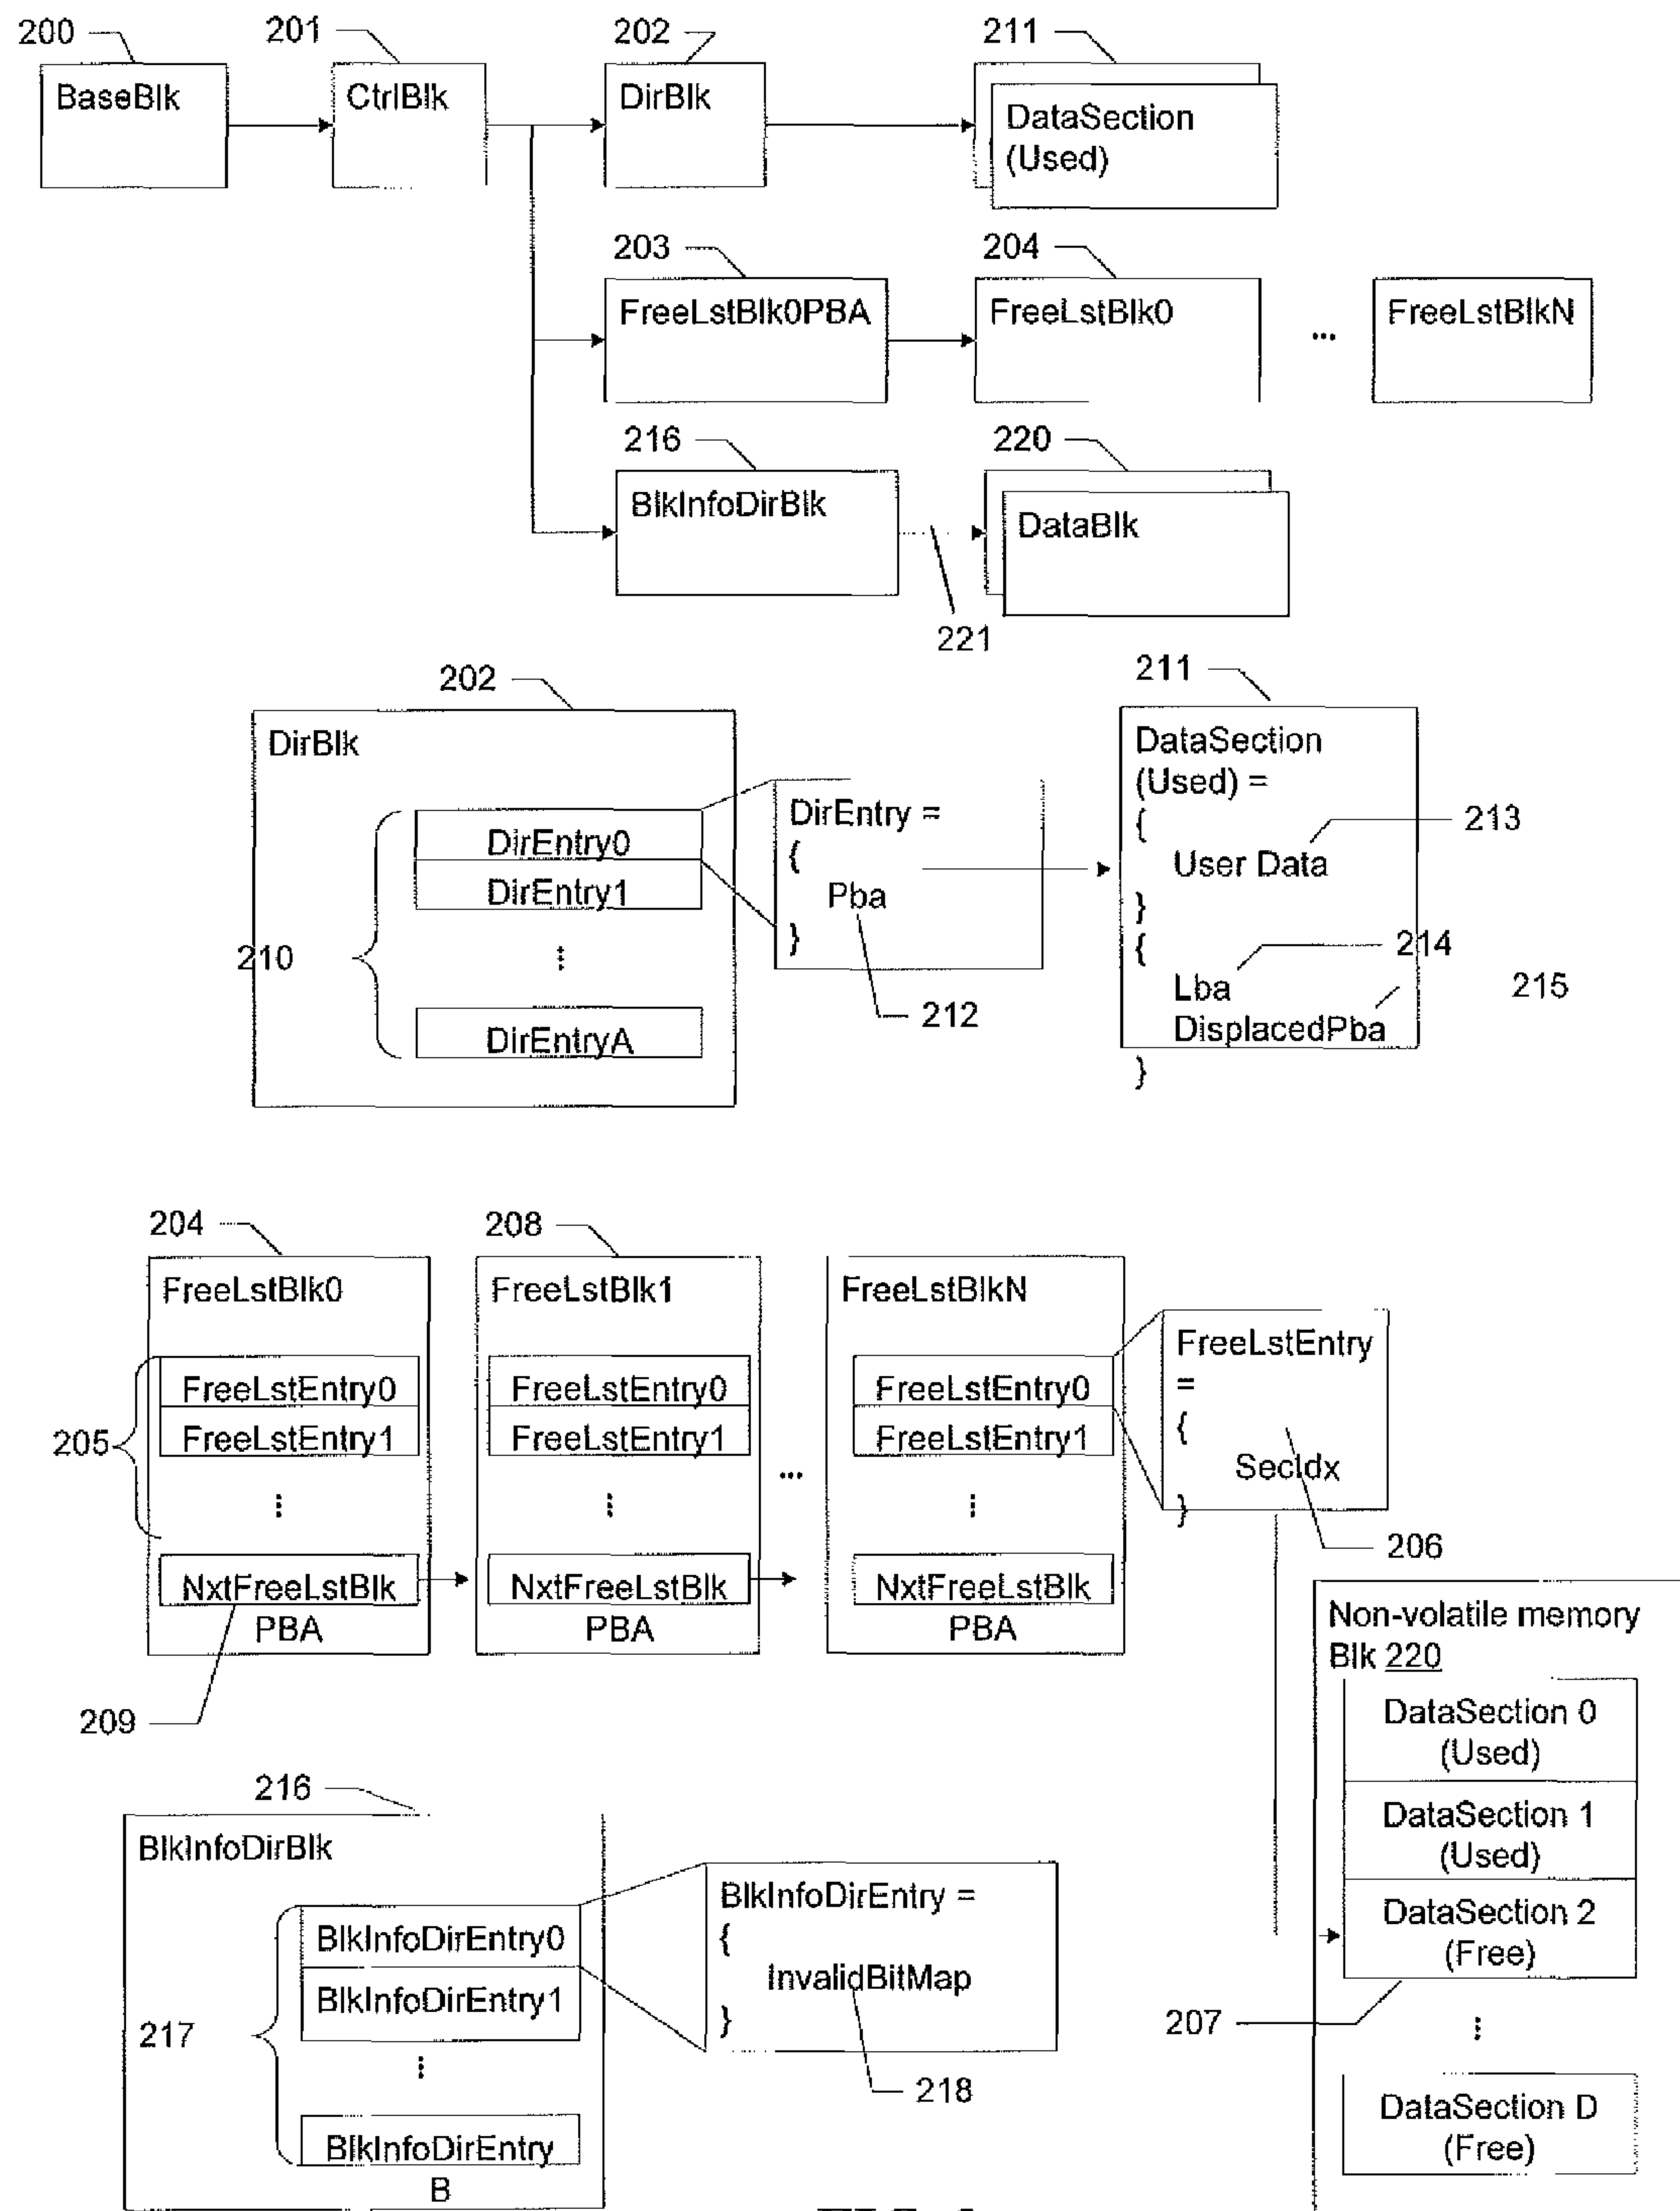 200
201
202
211
BaseBlk
CtrlBlk
DirBlk
DataSection
(Used)
203
204
FreeLstBlk0PBA
FreeLstBlk0
...
FreeLstBlkN
216
220
BlkInfoDirBlk
DataBlk
221
202
211
DirBlk
DirEntry0
DirEntry1
⋮
DirEntryA
210
DirEntry =
{
Pba
}
212
DataSection
(Used) =
{
User Data
}
{
Lba
DisplacedPba
}
213
214
215
204
208
FreeLstBlk0
FreeLstEntry0
FreeLstEntry1
⋮
NxtFreeLstBlk
PBA
205
209
FreeLstBlk1
FreeLstEntry0
FreeLstEntry1
⋮
NxtFreeLstBlk
PBA
...
FreeLstBlkN
FreeLstEntry0
FreeLstEntry1
⋮
NxtFreeLstBlk
PBA
FreeLstEntry
=
{
SecIdx
}
206
Non-volatile memory
Blk 220
DataSection 0
(Used)
DataSection 1
(Used)
DataSection 2
(Free)
207
⋮
DataSection D
(Free)
216
BlkInfoDirBlk
BlkInfoDirEntry0
BlkInfoDirEntry1
⋮
BlkInfoDirEntry
B
217
BlkInfoDirEntry =
{
InvalidBitMap
}
218